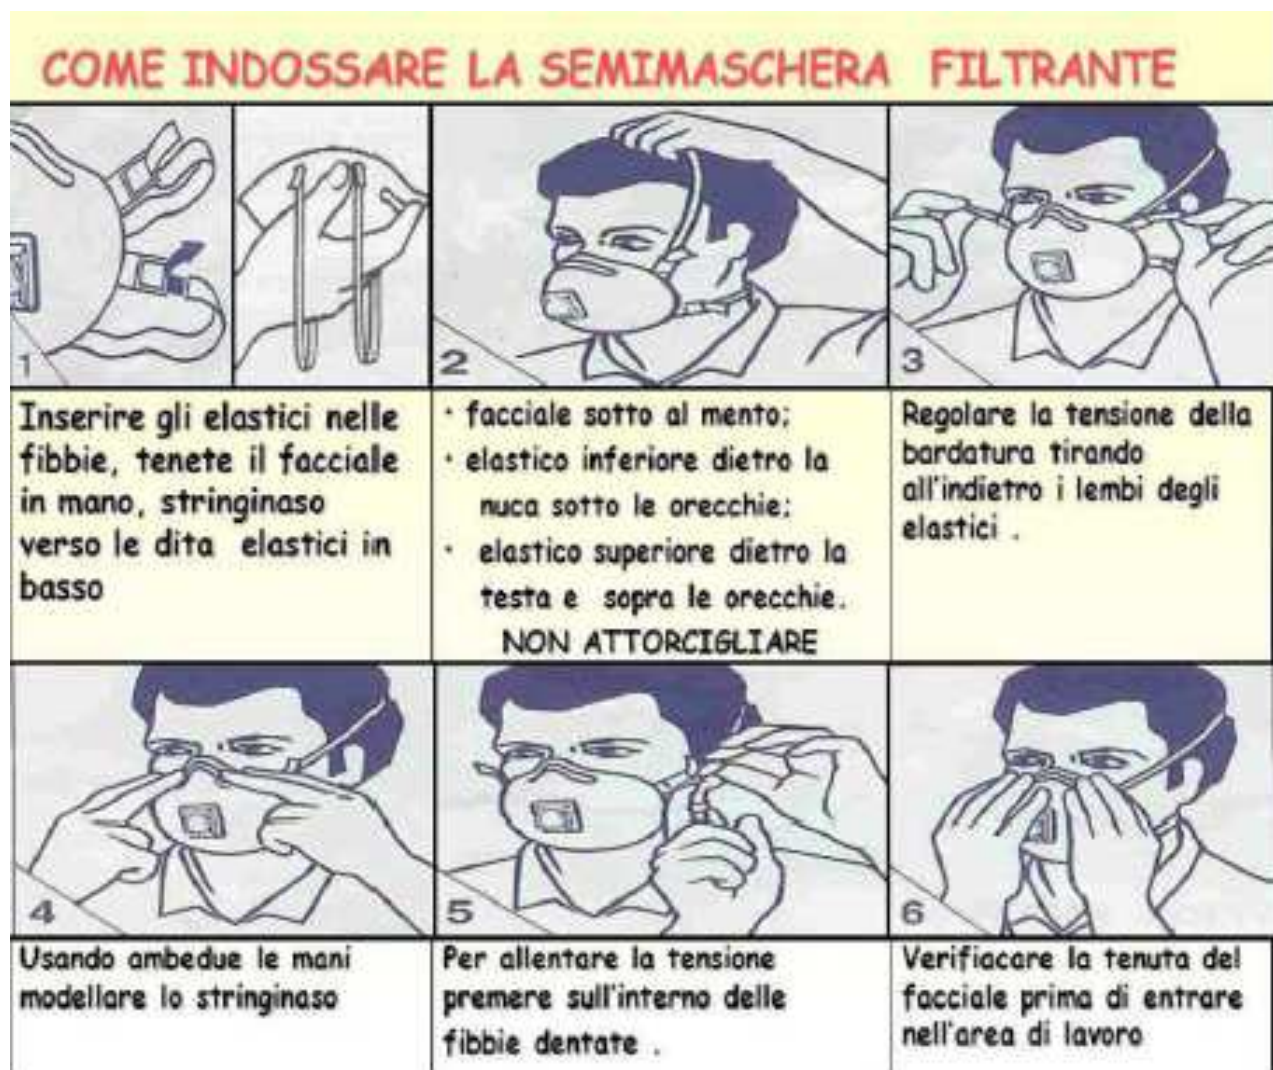 COME INDOSSARE LA SEMIMASCHERA FILTRANTE
1
2
3
Inserire gli elastici nelle
fibbie, tenete il facciale
in mano, stringinaso
verso le dita elastici in
basso
· facciale sotto al mento;
· elastico inferiore dietro la
nuca sotto le orecchie;
· elastico superiore dietro la
testa e sopra le orecchie.
NON ATTORCIGLIARE
Regolare la tensione della
bardatura tirando
all'indietro i lembi degli
elastici .
4
5
6
Usando ambedue le mani
modellare lo stringinaso
Per allentare la tensione
premere sull'interno delle
fibbie dentate .
Verifiacare la tenuta del
facciale prima di entrare
nell'area di lavoro